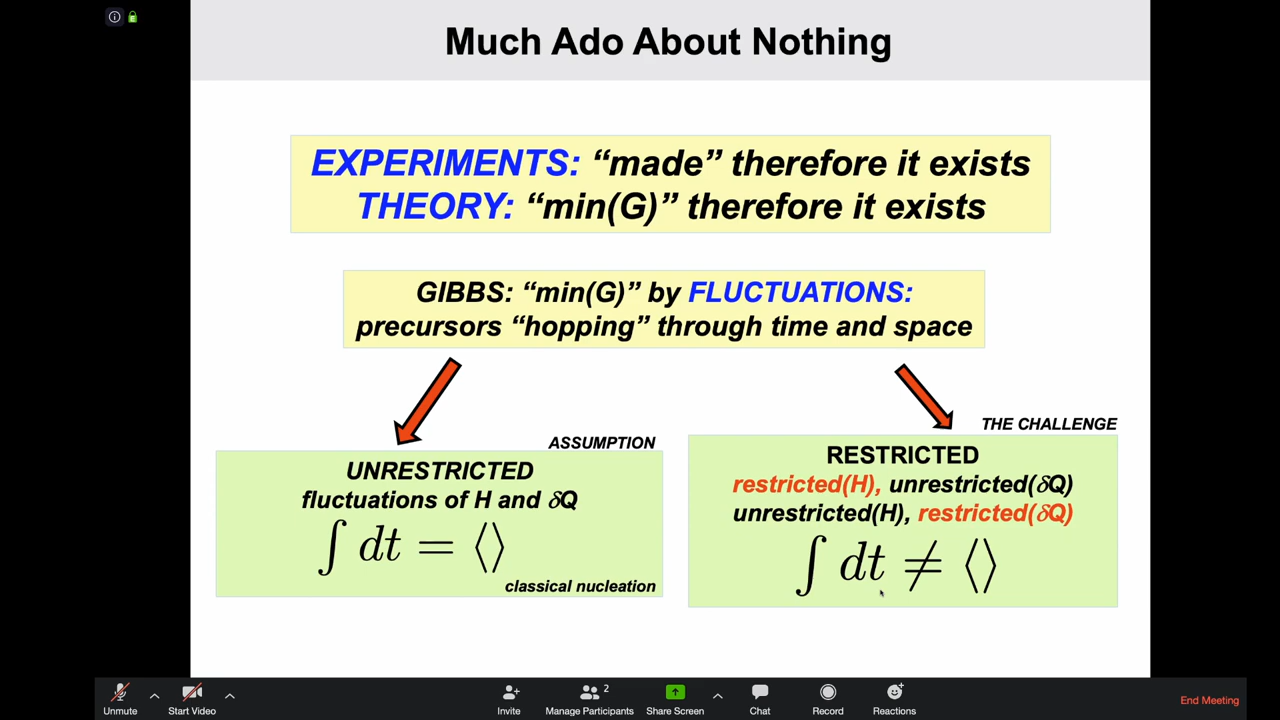 Much Ado About Nothing
EXPERIMENTS: “made” therefore it exists
THEORY: “min(G)” therefore it exists
GIBBS: “min(G)” by FLUCTUATIONS:
precursors “hopping” through time and space
ASSUMPTION
UNRESTRICTED
fluctuations of H and δQ
∫ dt = ⟨⟩
classical nucleation
THE CHALLENGE
RESTRICTED
restricted(H), unrestricted(δQ)
unrestricted(H), restricted(δQ)
∫ dt ≠ ⟨⟩
Unmute
Start Video
Invite
2
Manage Participants
Share Screen
Chat
Record
Reactions
End Meeting